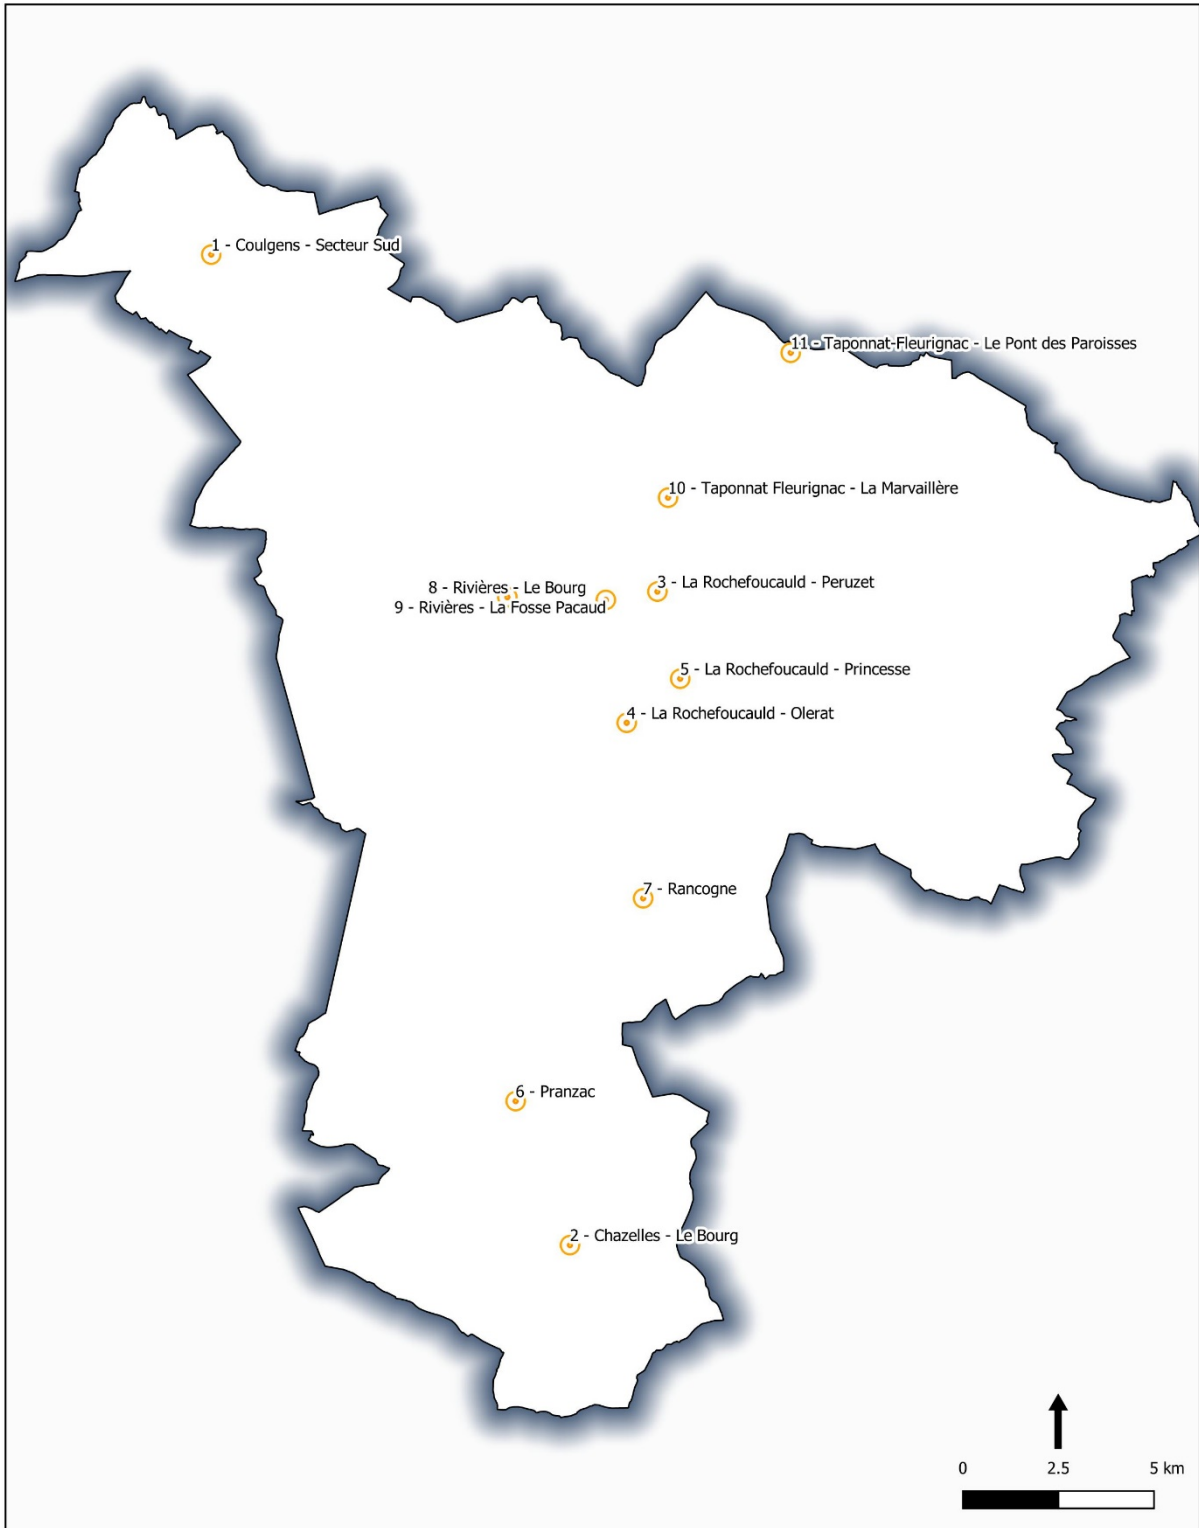 1 - Coulgens - Secteur Sud
11 - Taponnat-Fleurignac - Le Pont des Paroisses
10 - Taponnat Fleurignac - La Marvaillère
3 - La Rochefoucauld - Peruzet
8 - Rivières - Le Bourg
9 - Rivières - La Fosse Pacaud
5 - La Rochefoucauld - Princesse
4 - La Rochefoucauld - Olerat
7 - Rancogne
6 - Pranzac
2 - Chazelles - Le Bourg
0 2.5 5 km